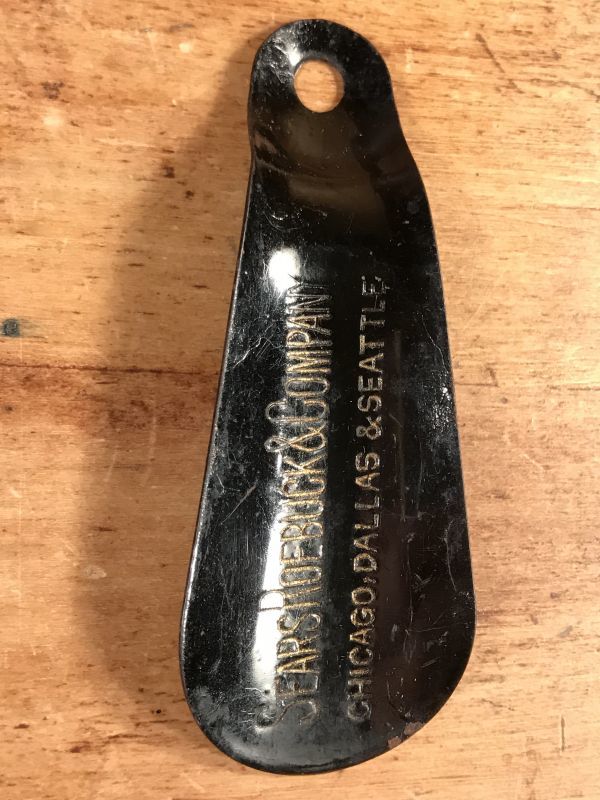 SEARS ROEBUCK & COMPANY
CHICAGO, DALLAS & SEATTLE